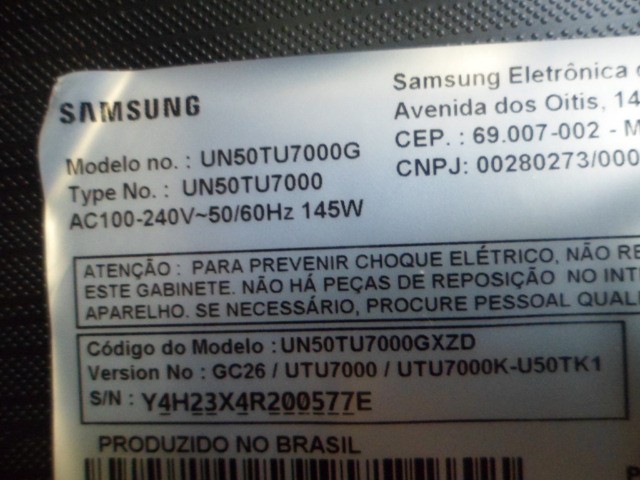 SAMSUNG
Modelo no. : UN50TU7000G
Type No. : UN50TU7000
AC100-240V~50/60Hz 145W
Samsung Eletrônica
Avenida dos Oitis, 14
CEP. : 69.007-002 - M
CNPJ: 00280273/000
ATENÇÃO : PARA PREVENIR CHOQUE ELÉTRICO, NÃO RE
ESTE GABINETE. NÃO HÁ PEÇAS DE REPOSIÇÃO NO INT
APARELHO. SE NECESSÁRIO, PROCURE PESSOAL QUAL
Código do Modelo : UN50TU7000GXZD
Version No : GC26 / UTU7000 / UTU7000K-U50TK1
S/N : Y4H23X4R200577E
PRODUZIDO NO BRASIL